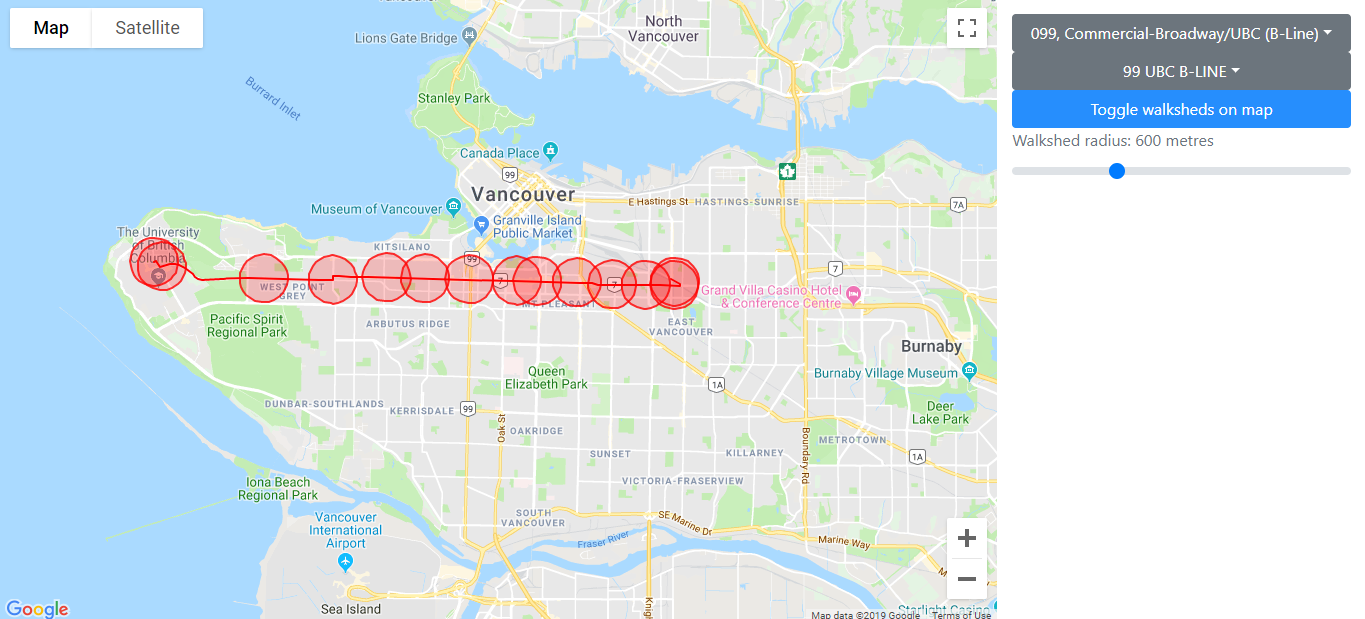 Map
Satellite
North
Vancouver
Lions Gate Bridge
Burrard Inlet
Stanley Park
Canada Place
99
1
Vancouver
E Hastings St
HASTINGS-SUNRISE
7A
Museum of Vancouver
Granville Island
Public Market
The University
of British
Columbia
KITSILANO
99
7
7
7
WEST POINT
GREY
MT PLEASANT
Grand Villa Casino Hotel
& Conference Centre
Pacific Spirit
Regional Park
ARBUTUS RIDGE
EAST
VANCOUVER
Burnaby
Queen
Elizabeth Park
1A
Burnaby Village Museum
DUNBAR-SOUTHLANDS
KERRISDALE
99
Oak St
Deer
Lake Park
OAKRIDGE
Boundary Rd
METROTOWN
SUNSET
KILLARNEY
1A
VICTORIA-FRASERVIEW
Iona Beach
Regional Park
Vancouver
International
Airport
SOUTH
VANCOUVER
SE Marine Dr
Fraser River
Marine Way
Sea Island
Starlight Casino
Google
Map data ©2019 Google
Terms of Use
099, Commercial-Broadway/UBC (B-Line)
99 UBC B-LINE
Toggle walksheds on map
Walkshed radius: 600 metres